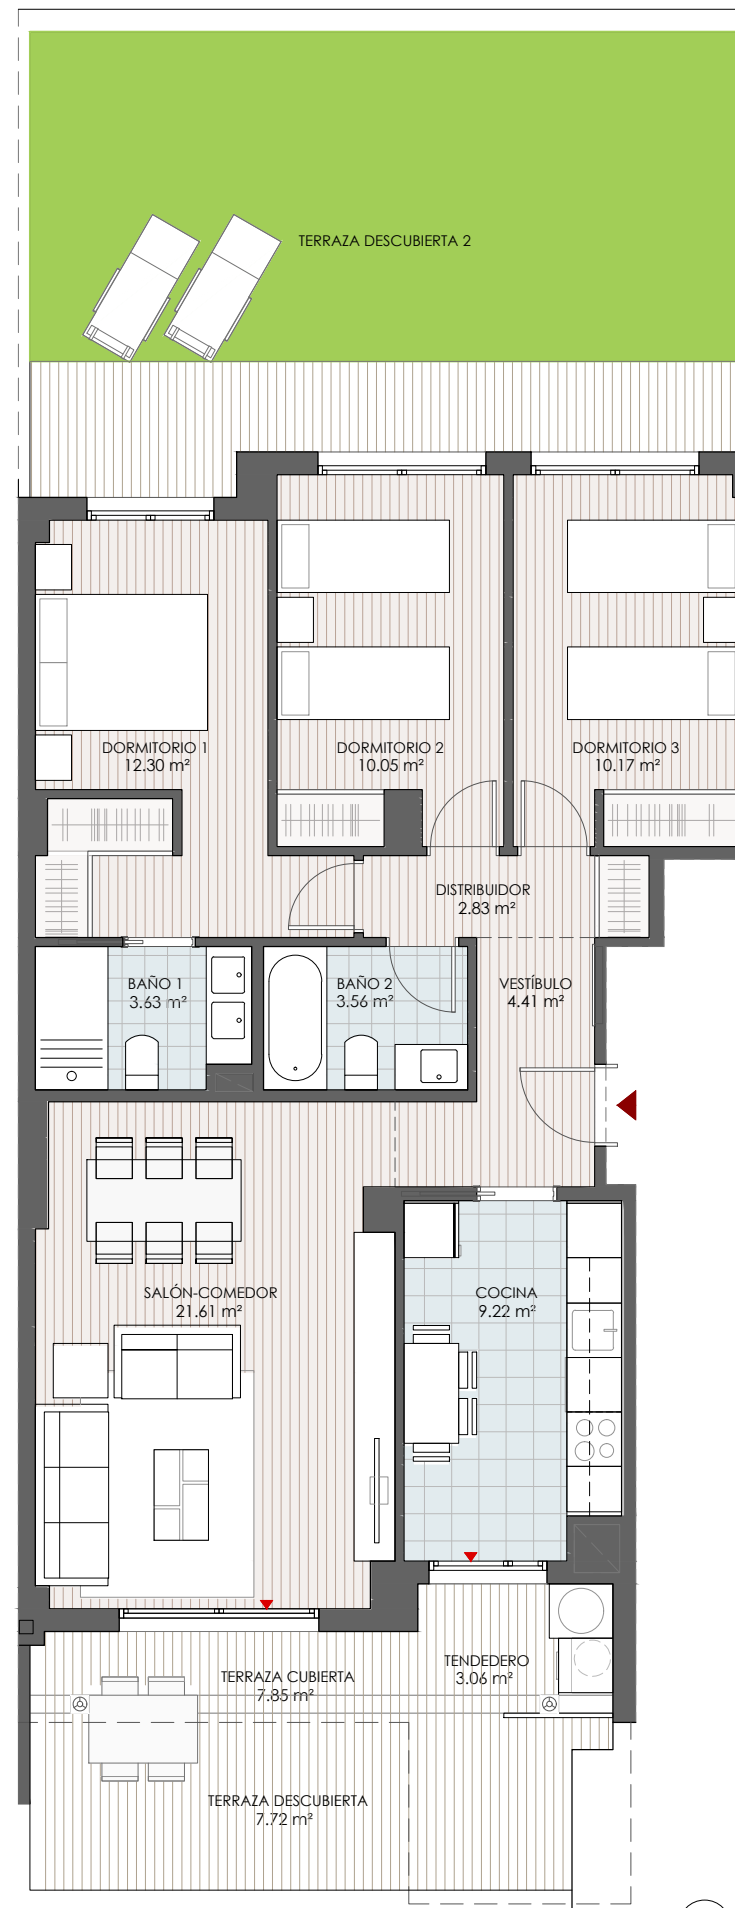 TERRAZA DESCUBIERTA 2
DORMITORIO 1
12.30 m²
DORMITORIO 2
10.05 m²
DORMITORIO 3
10.17 m²
DISTRIBUIDOR
2.83 m²
BAÑO 1
3.63 m²
BAÑO 2
3.56 m²
VESTÍBULO
4.41 m²
SALÓN-COMEDOR
21.61 m²
COCINA
9.22 m²
TENDEDERO
3.06 m²
TERRAZA CUBIERTA
7.85 m²
TERRAZA DESCUBIERTA
7.72 m²